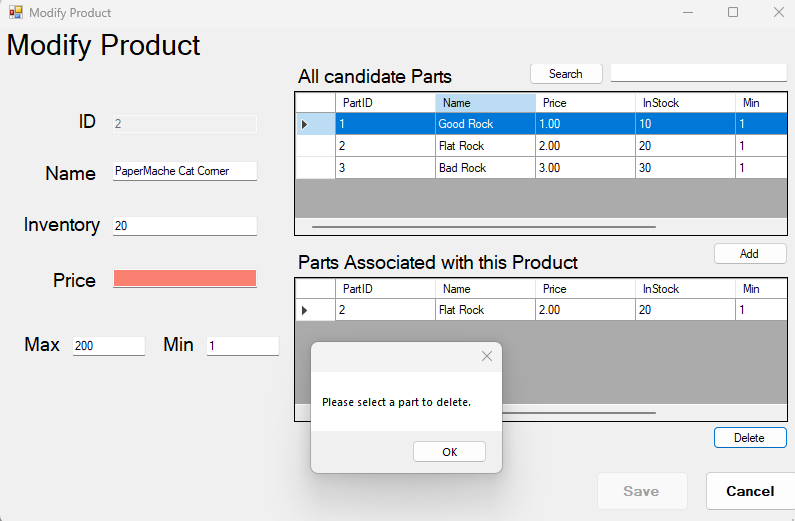 Modify Product
Modify Product
All candidate Parts
Search
PartID Name Price InStock Min
1 Good Rock 1.00 10 1
2 Flat Rock 2.00 20 1
3 Bad Rock 3.00 30 1
ID 2
Name PaperMache Cat Corner
Inventory 20
Price
Max 200 Min 1
Add
Parts Associated with this Product
PartID Name Price InStock Min
2 Flat Rock 2.00 20 1
Please select a part to delete.
OK
Delete
Save Cancel